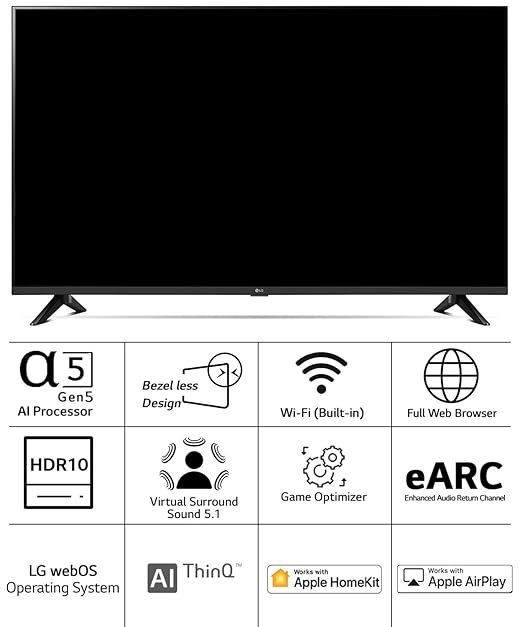 LG
α5
Gen5
AI Processor
Bezel less
Design
Wi-Fi (Built-in)
Full Web Browser
HDR10
Virtual Surround
Sound 5.1
Game Optimizer
eARC
Enhanced Audio Return Channel
LG webOS
Operating System
AI ThinQ™
Works with
Apple HomeKit
Works with
Apple AirPlay